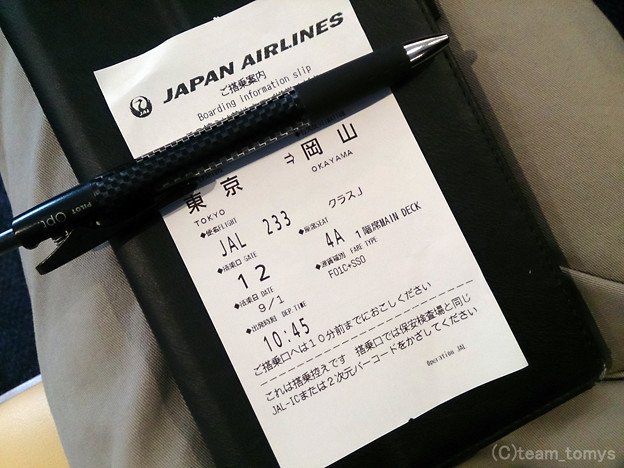 JAPAN AIRLINES
JAL
ご搭乗案内
Boarding information slip
東京 ⇒ 岡山
TOKYO OKAYAMA
◆便名FLIGHT ◆座席SEAT クラスJ
JAL 233 4A 1階席MAIN DECK
◆搭乗口 GATE ◆運賃種別 FARE TYPE
12 FO1C+SSO
◆搭乗日 DATE
9/1
◆出発時刻 DEP.TIME
10:45
ご搭乗口へは10分前までにおこしください
これは搭乗控えです 搭乗口では保安検査場と同じ
JAL-ICまたは2次元バーコードをかざしてください
Operation JAL
PILOT Opt
(C)team_tomys